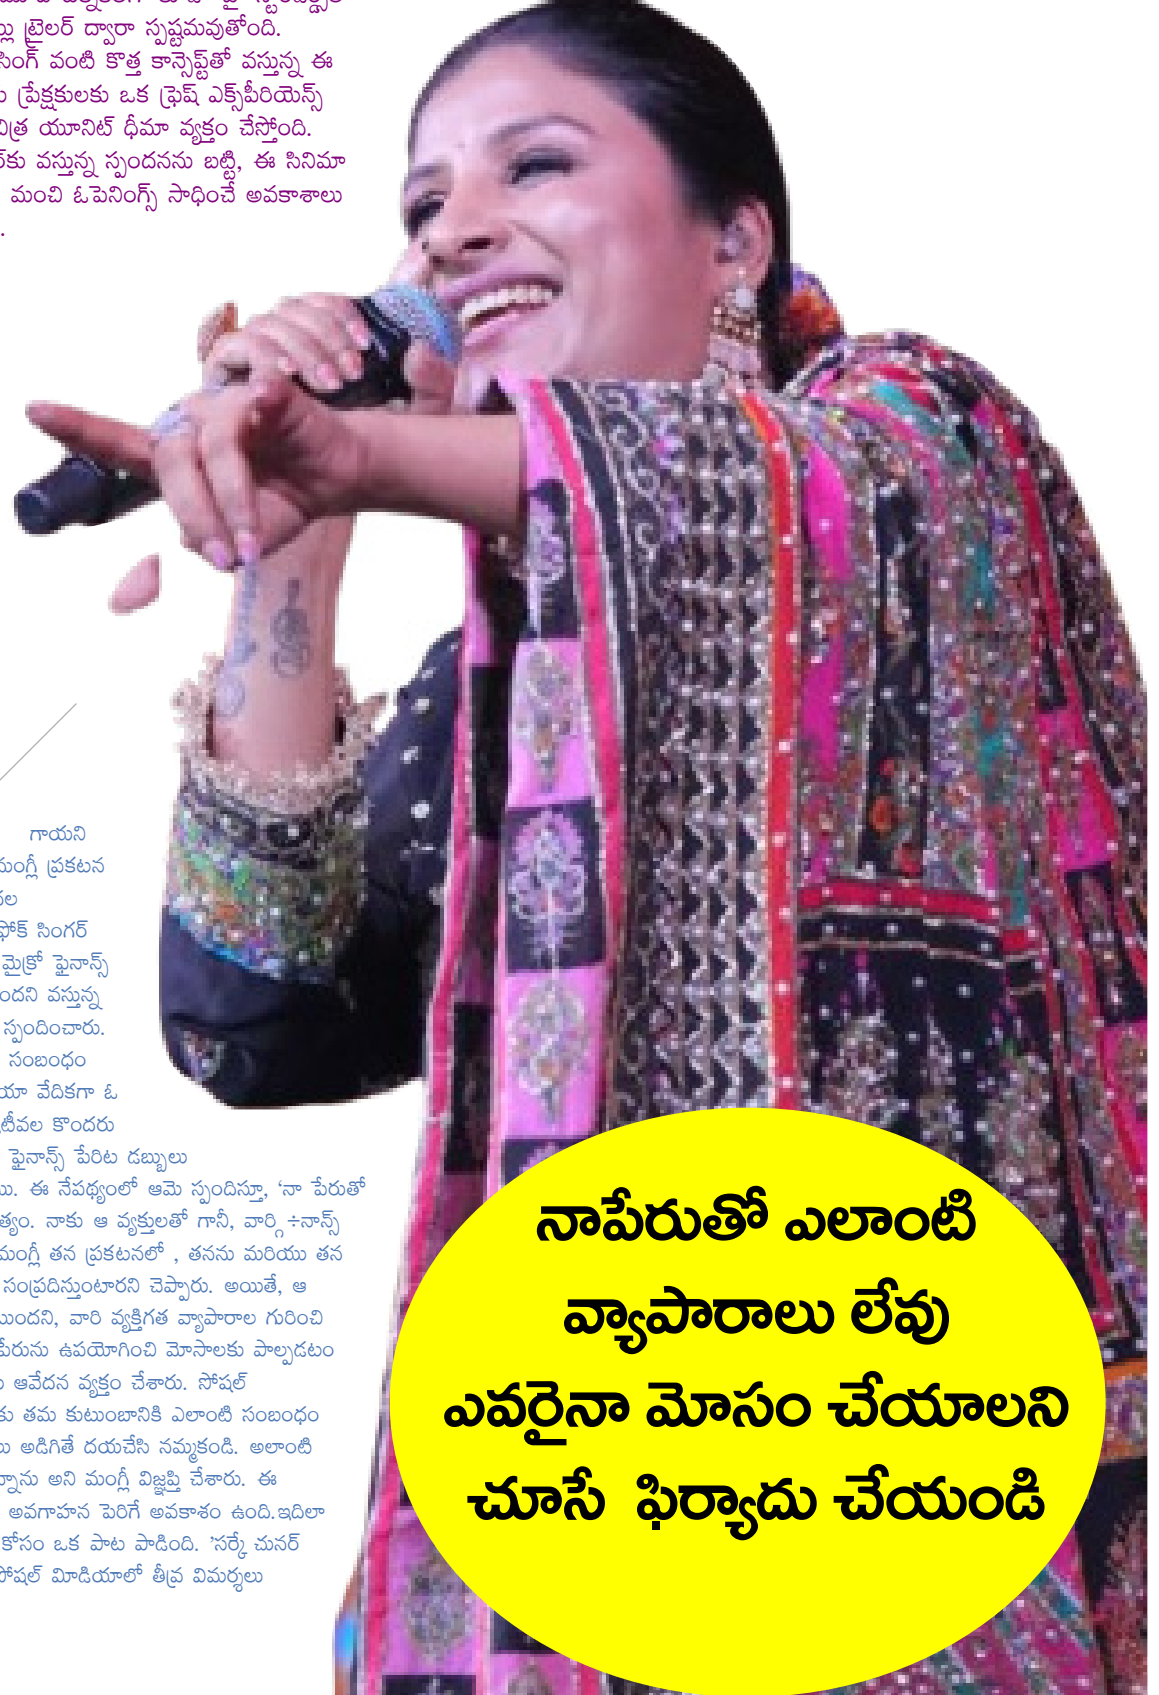 ట్రైలర్ ద్వారా స్పష్టమవుతోంది.
సింగ్ వంటి కొత్త కాన్సెప్ట్‌తో వస్తున్న ఈ
ప్రేక్షకులకు ఒక ఫ్రెష్ ఎక్స్‌పీరియెన్స్
చిత్ర యూనిట్ ధీమా వ్యక్తం చేస్తోంది.
వస్తున్న స్పందనను బట్టి, ఈ సినిమా
మంచి ఓపెనింగ్స్ సాధించే అవకాశాలు
.
గాయని
మంగ్లీ ప్రకటన
ఫోక్ సింగర్
మైక్రో ఫైనాన్స్
వస్తున్న
స్పందించారు.
సంబంధం
వేదికగా ఓ
కొందరు
ఫైనాన్స్ పేరిట డబ్బులు
ఈ నేపథ్యంలో ఆమె స్పందిస్తూ, ‘నా పేరుతో
నాకు ఆ వ్యక్తులతో గానీ, వార్గి ÷నాన్స్
మంగ్లీ తన ప్రకటనలో , తనను మరియు తన
సంప్రదిస్తుంటారని చెప్పారు. అయితే, ఆ
వారి వ్యక్తిగత వ్యాపారాల గురించి
పేరును ఉపయోగించి మోసాలకు పాల్పడటం
ఆవేదన వ్యక్తం చేశారు. సోషల్
కు తమ కుటుంబానికి ఎలాంటి సంబంధం
అడిగితే దయచేసి నమ్మకండి. అలాంటి
అని మంగ్లీ విజ్ఞప్తి చేశారు. ఈ
అవగాహన పెరిగే అవకాశం ఉంది.ఇదిలా
కోసం ఒక పాట పాడింది. 'సర్కే చునర్
సోషల్ మీడియాలో తీవ్ర విమర్శలు
నాపేరుతో ఎలాంటి
వ్యాపారాలు లేవు
ఎవరైనా మోసం చేయాలని
చూసే ఫిర్యాదు చేయండి